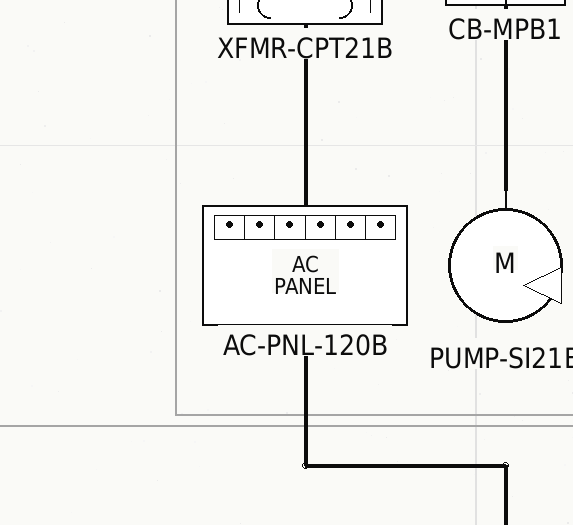 XFMR-CPT21B
CB-MPB1
AC
PANEL
M
AC-PNL-120B